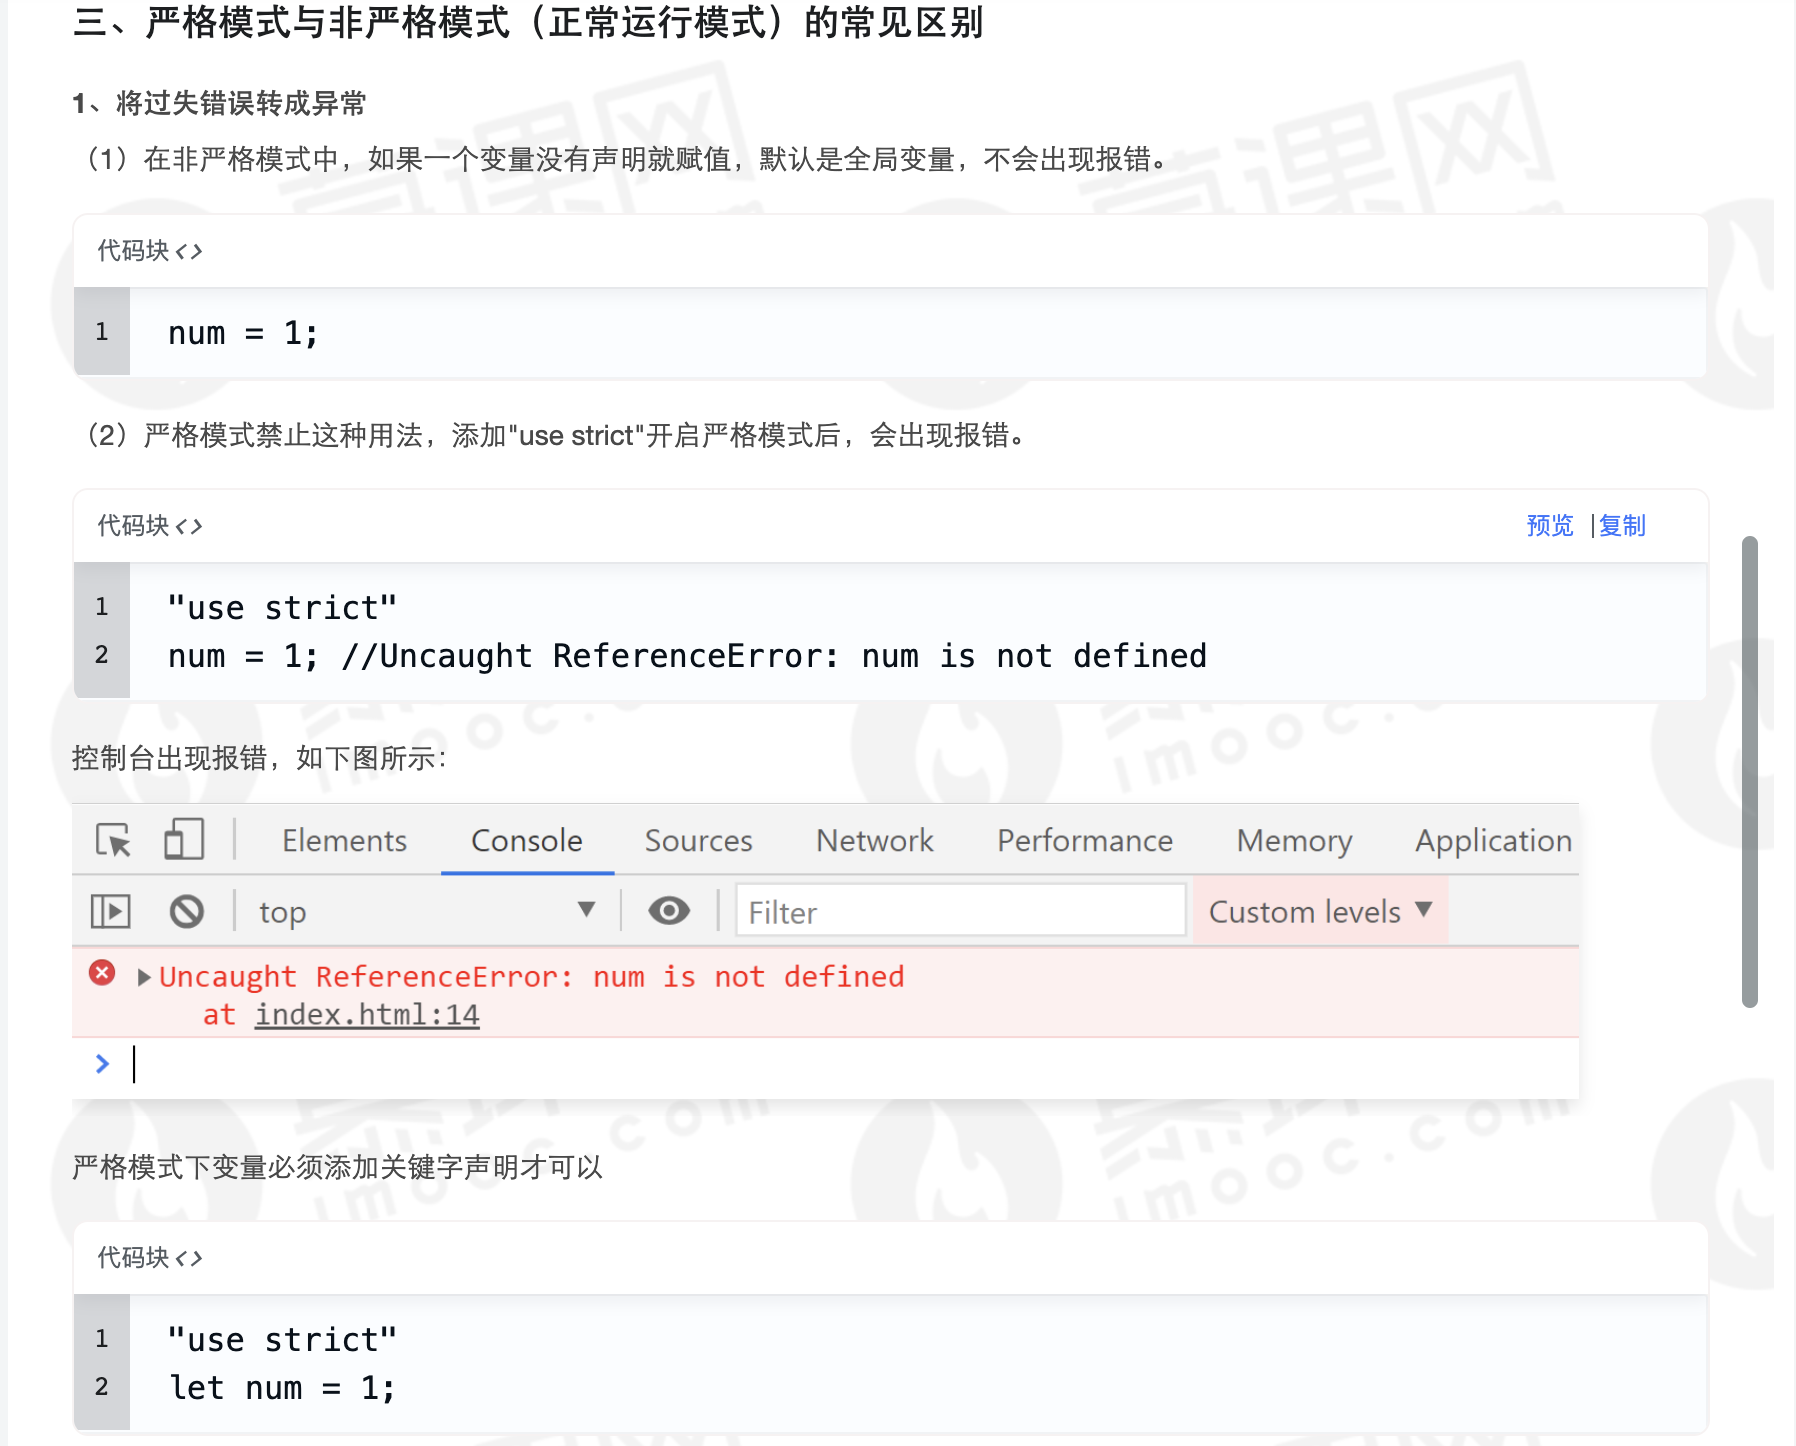 三、严格模式与非严格模式（正常运行模式）的常见区别
1、将过失错误转成异常
（1）在非严格模式中，如果一个变量没有声明就赋值，默认是全局变量，不会出现报错。
代码块<>
1 num = 1;
（2）严格模式禁止这种用法，添加"use strict"开启严格模式后，会出现报错。
代码块<> 预览 |复制
1 "use strict"
2 num = 1; //Uncaught ReferenceError: num is not defined
控制台出现报错，如下图所示：
Elements Console Sources Network Performance Memory Application
top ▼ Filter Custom levels ▼
Uncaught ReferenceError: num is not defined
at index.html:14
>
严格模式下变量必须添加关键字声明才可以
代码块<>
1 "use strict"
2 let num = 1;